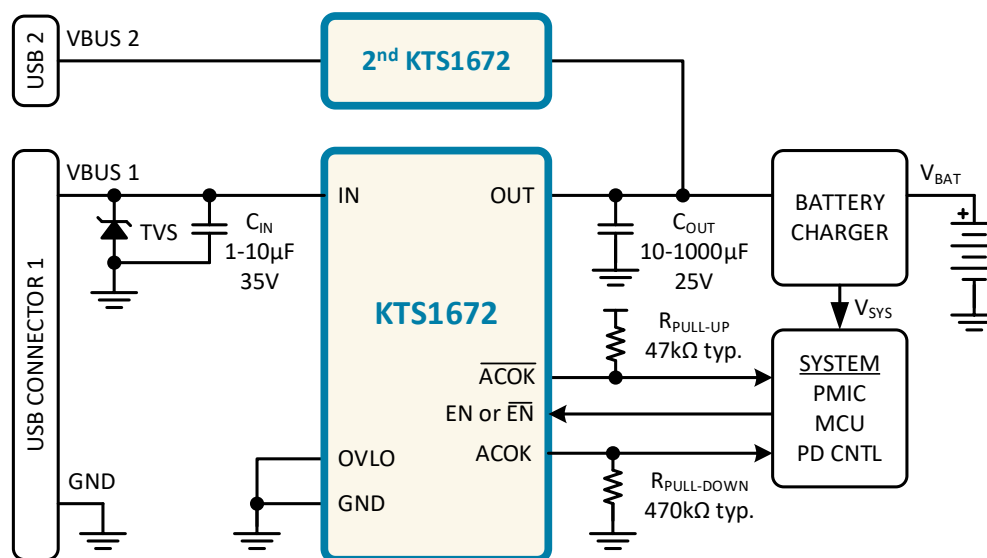 USB 2
VBUS 2
2nd KTS1672
USB CONNECTOR 1
VBUS 1
TVS
CIN
1-10µF
35V
IN
OUT
KTS1672
ACOK
EN or EN
ACOK
OVLO
GND
GND
COUT
10-1000µF
25V
BATTERY
CHARGER
VBAT
+
VSYS
RPULL-UP
47kΩ typ.
SYSTEM
PMIC
MCU
PD CNTL
RPULL-DOWN
470kΩ typ.